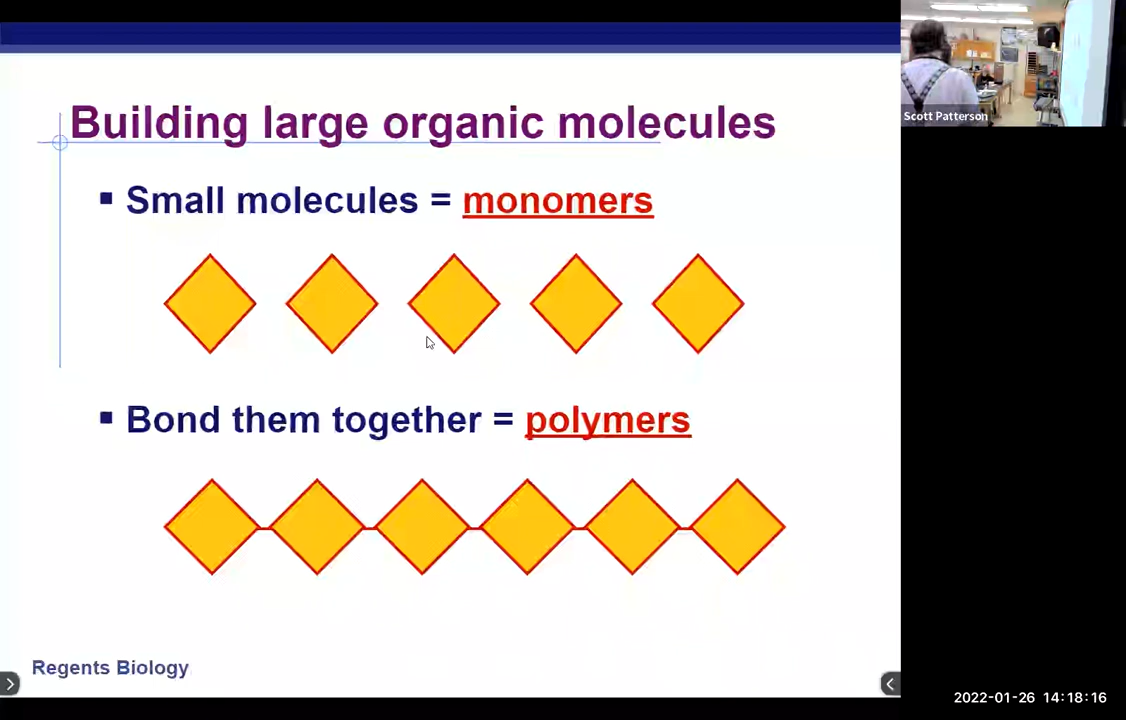 Building large organic molecules
Small molecules = monomers
Bond them together = polymers
Regents Biology
Scott Patterson
2022-01-26 14:18:16